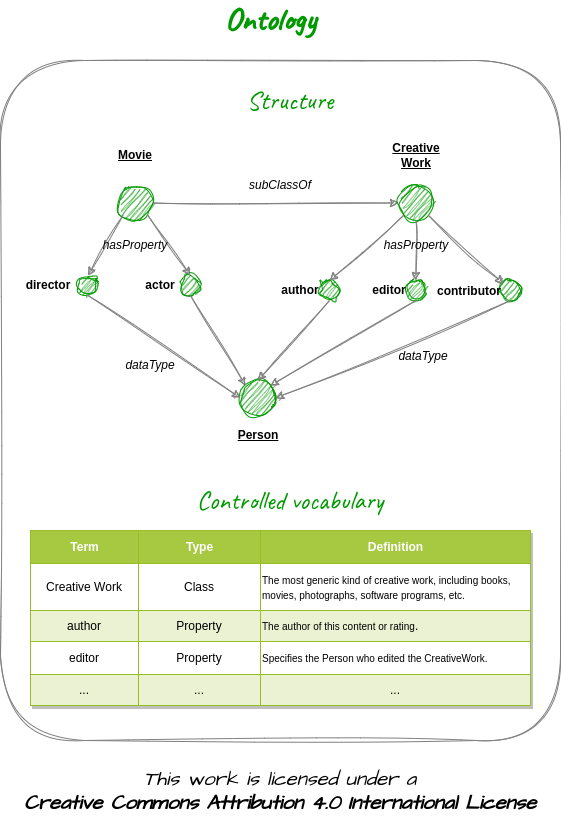 Ontology
Structure
Movie
Creative
Work
subClassOf
hasProperty
hasProperty
director
actor
author
editor
contributor
dataType
dataType
Person
Controlled vocabulary
Term Type Definition
Creative Work Class The most generic kind of creative work, including books,
movies, photographs, software programs, etc.
author Property The author of this content or rating.
editor Property Specifies the Person who edited the CreativeWork.
... ... ...
This work is licensed under a
Creative Commons Attribution 4.0 International License